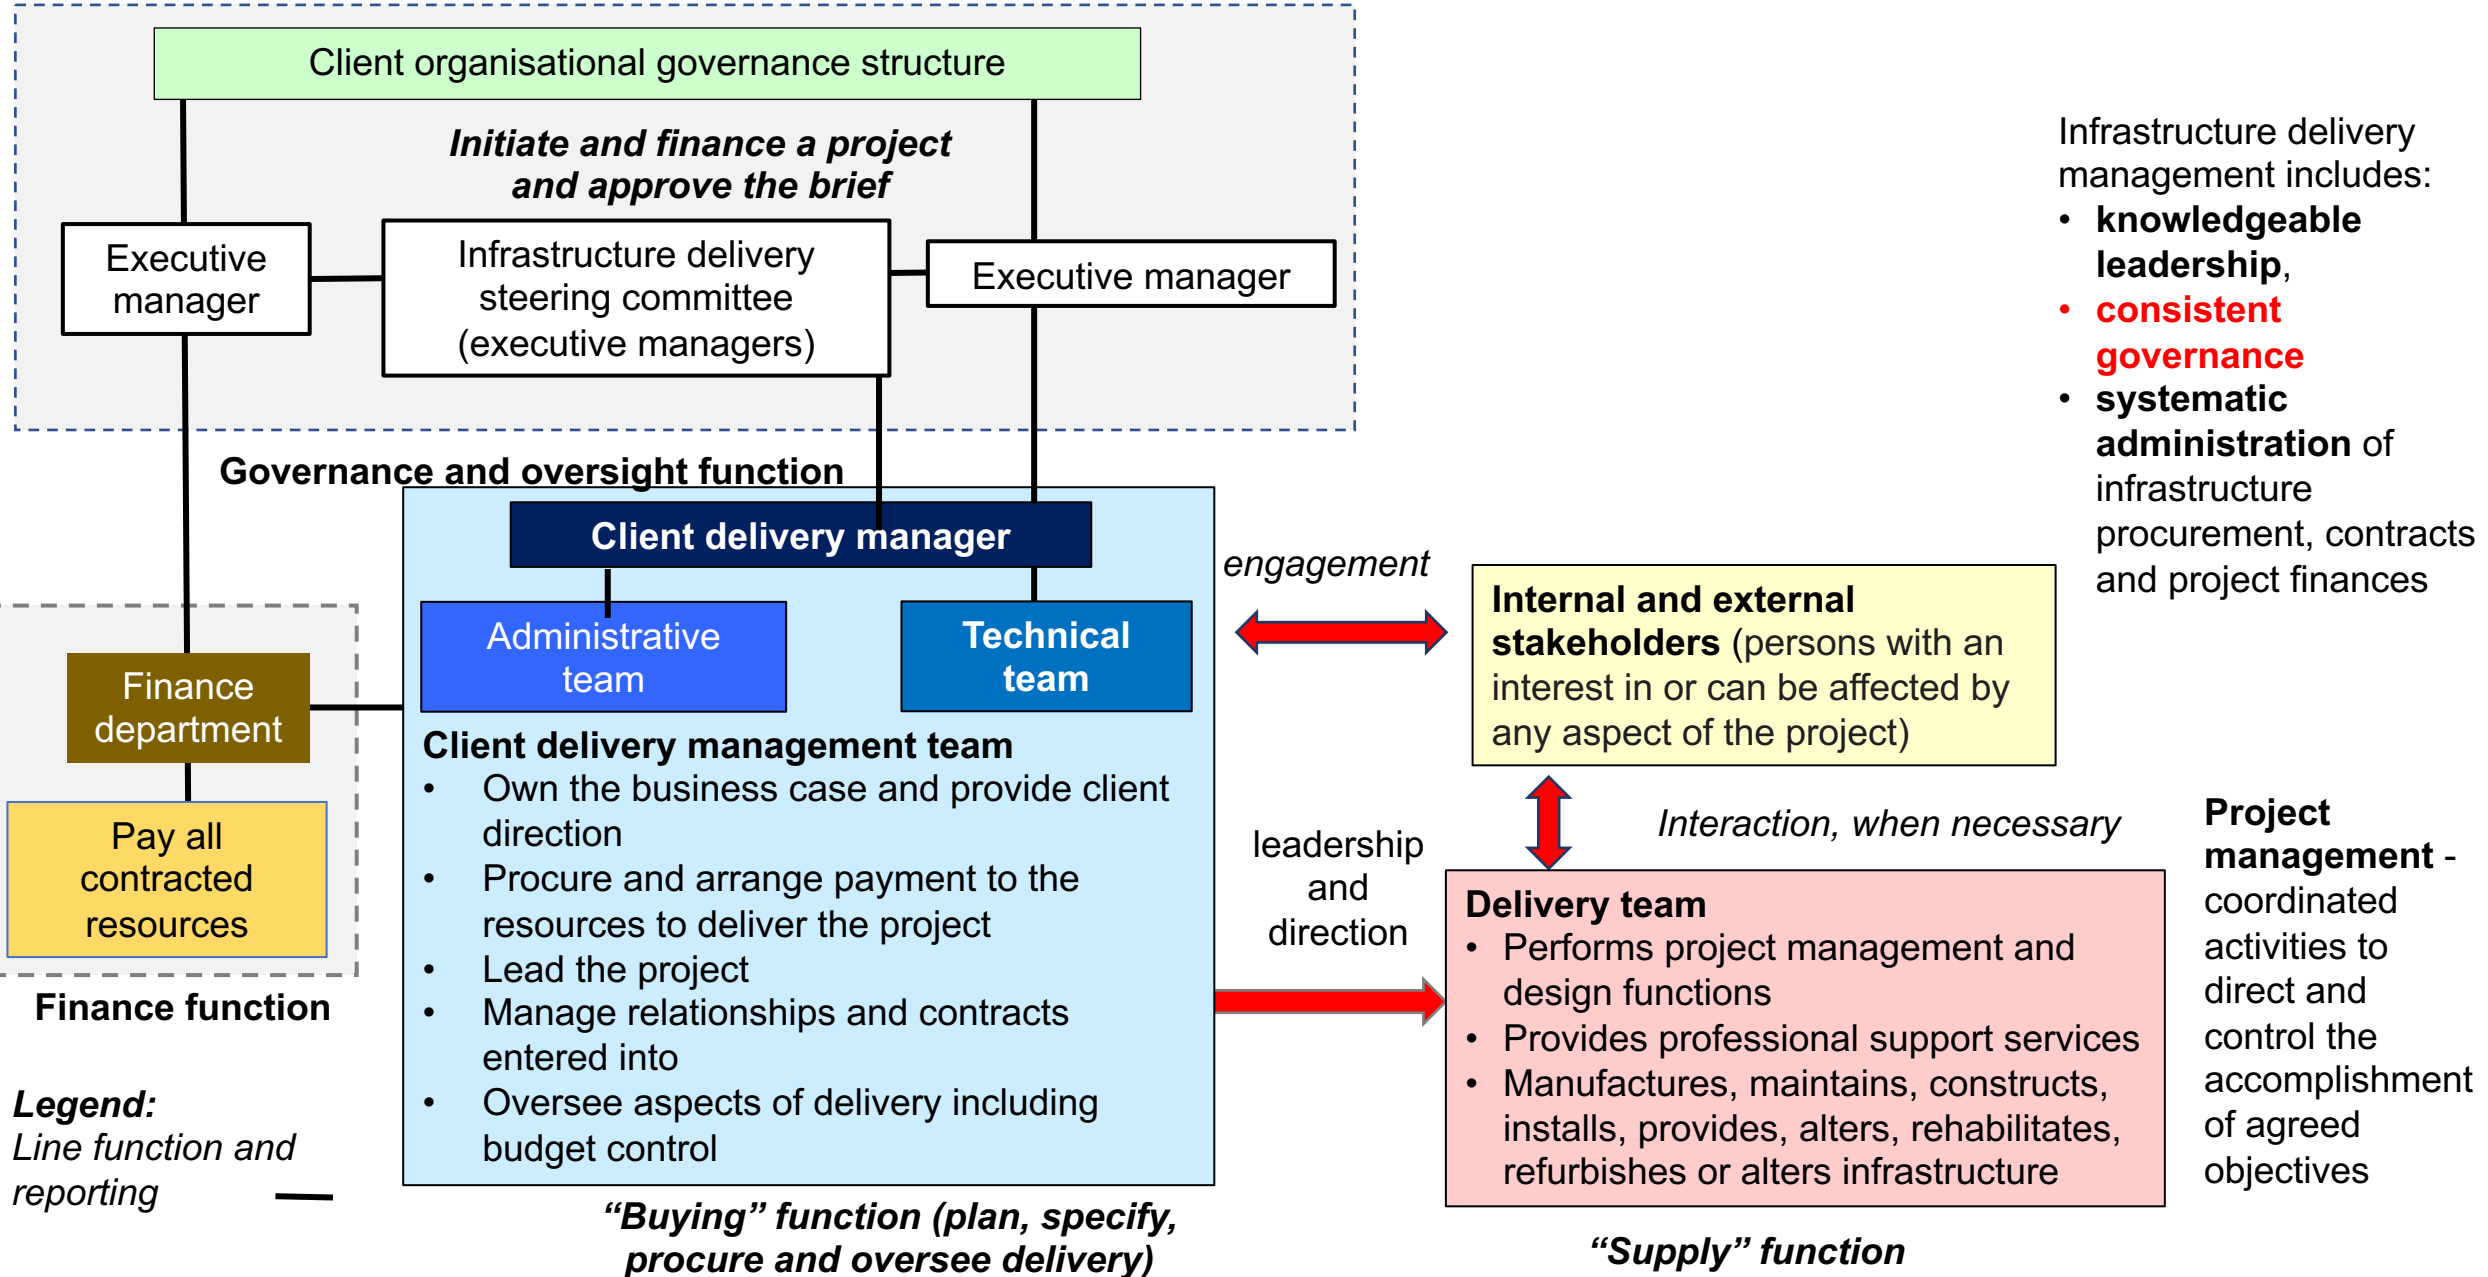 Client organisational governance structure
Initiate and finance a project
and approve the brief
Executive
manager
Infrastructure delivery
steering committee
(executive managers)
Executive manager
Governance and oversight function
Infrastructure delivery
management includes:
• knowledgeable
leadership,
• consistent
governance
• systematic
administration of
infrastructure
procurement, contracts
and project finances
Client delivery manager
Administrative
team
Technical
team
Client delivery management team
• Own the business case and provide client
direction
• Procure and arrange payment to the
resources to deliver the project
• Lead the project
• Manage relationships and contracts
entered into
• Oversee aspects of delivery including
budget control
“Buying” function (plan, specify,
procure and oversee delivery)
Finance
department
Pay all
contracted
resources
Finance function
Legend:
Line function and
reporting
engagement
Internal and external
stakeholders (persons with an
interest in or can be affected by
any aspect of the project)
Interaction, when necessary
leadership
and
direction
Delivery team
• Performs project management and
design functions
• Provides professional support services
• Manufactures, maintains, constructs,
installs, provides, alters, rehabilitates,
refurbishes or alters infrastructure
“Supply” function
Project
management -
coordinated
activities to
direct and
control the
accomplishment
of agreed
objectives